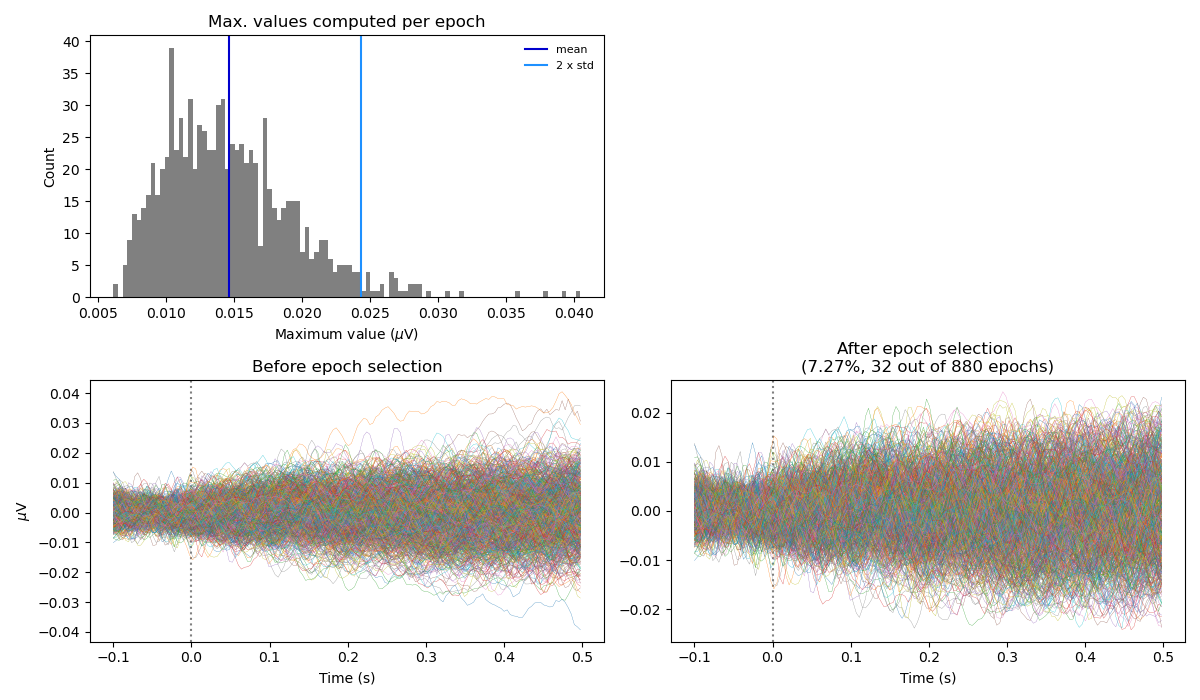 Max. values computed per epoch
40
35
30
25
20
15
10
5
0
Count
mean
2 x std
0.005 0.010 0.015 0.020 0.025 0.030 0.035 0.040
Maximum value (μV)
Before epoch selection
0.04
0.03
0.02
0.01
0.00
−0.01
−0.02
−0.03
−0.04
μV
−0.1 0.0 0.1 0.2 0.3 0.4 0.5
Time (s)
After epoch selection
(7.27%, 32 out of 880 epochs)
0.02
0.01
0.00
−0.01
−0.02
−0.1 0.0 0.1 0.2 0.3 0.4 0.5
Time (s)